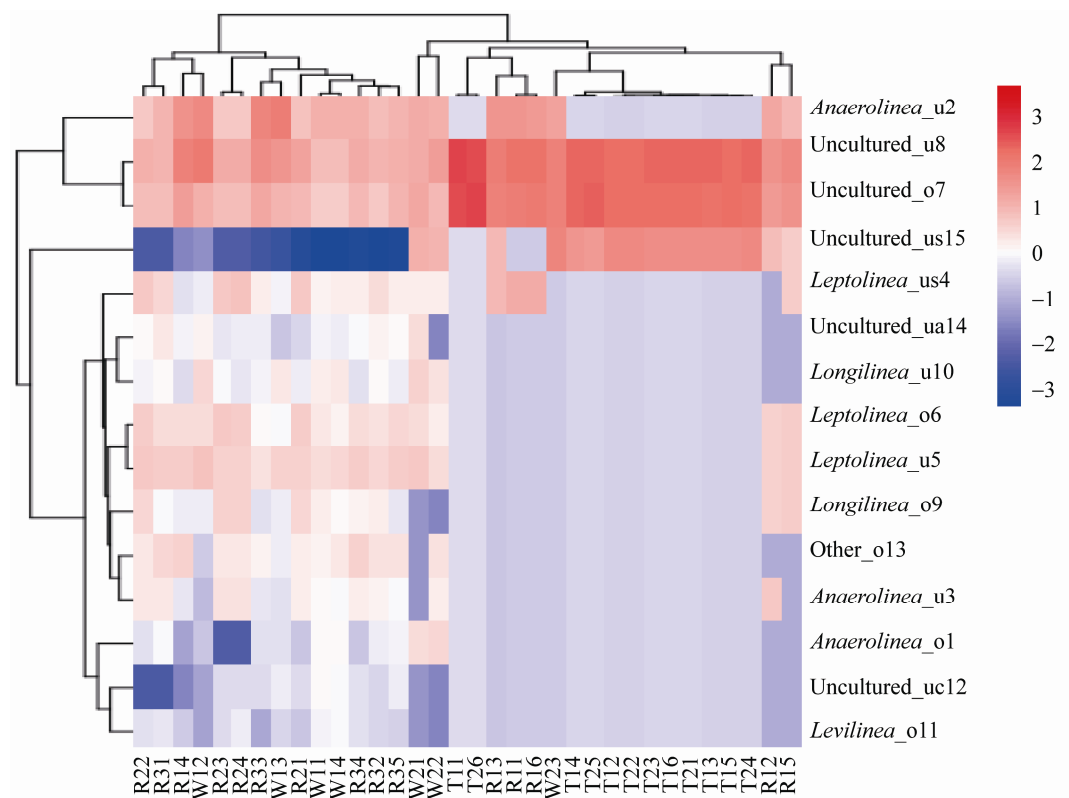 Anaerolinea_u2
3
Uncultured_u8
2
Uncultured_o7
1
Uncultured_us15
0
Leptolinea_us4
−1
Uncultured_ua14
−2
Longilinea_u10
−3
Leptolinea_o6
Leptolinea_u5
Longilinea_o9
Other_o13
Anaerolinea_u3
Anaerolinea_o1
Uncultured_uc12
Levilinea_o11
R22 R31 R14 W12 R23 R24 R33 W13 R21 W11 W14 R34 R32 R35 W21 W22 T11 T26 R13 R11 R16 W23 T14 T25 T12 T22 T23 T16 T21 T13 T15 T24 R12 R15